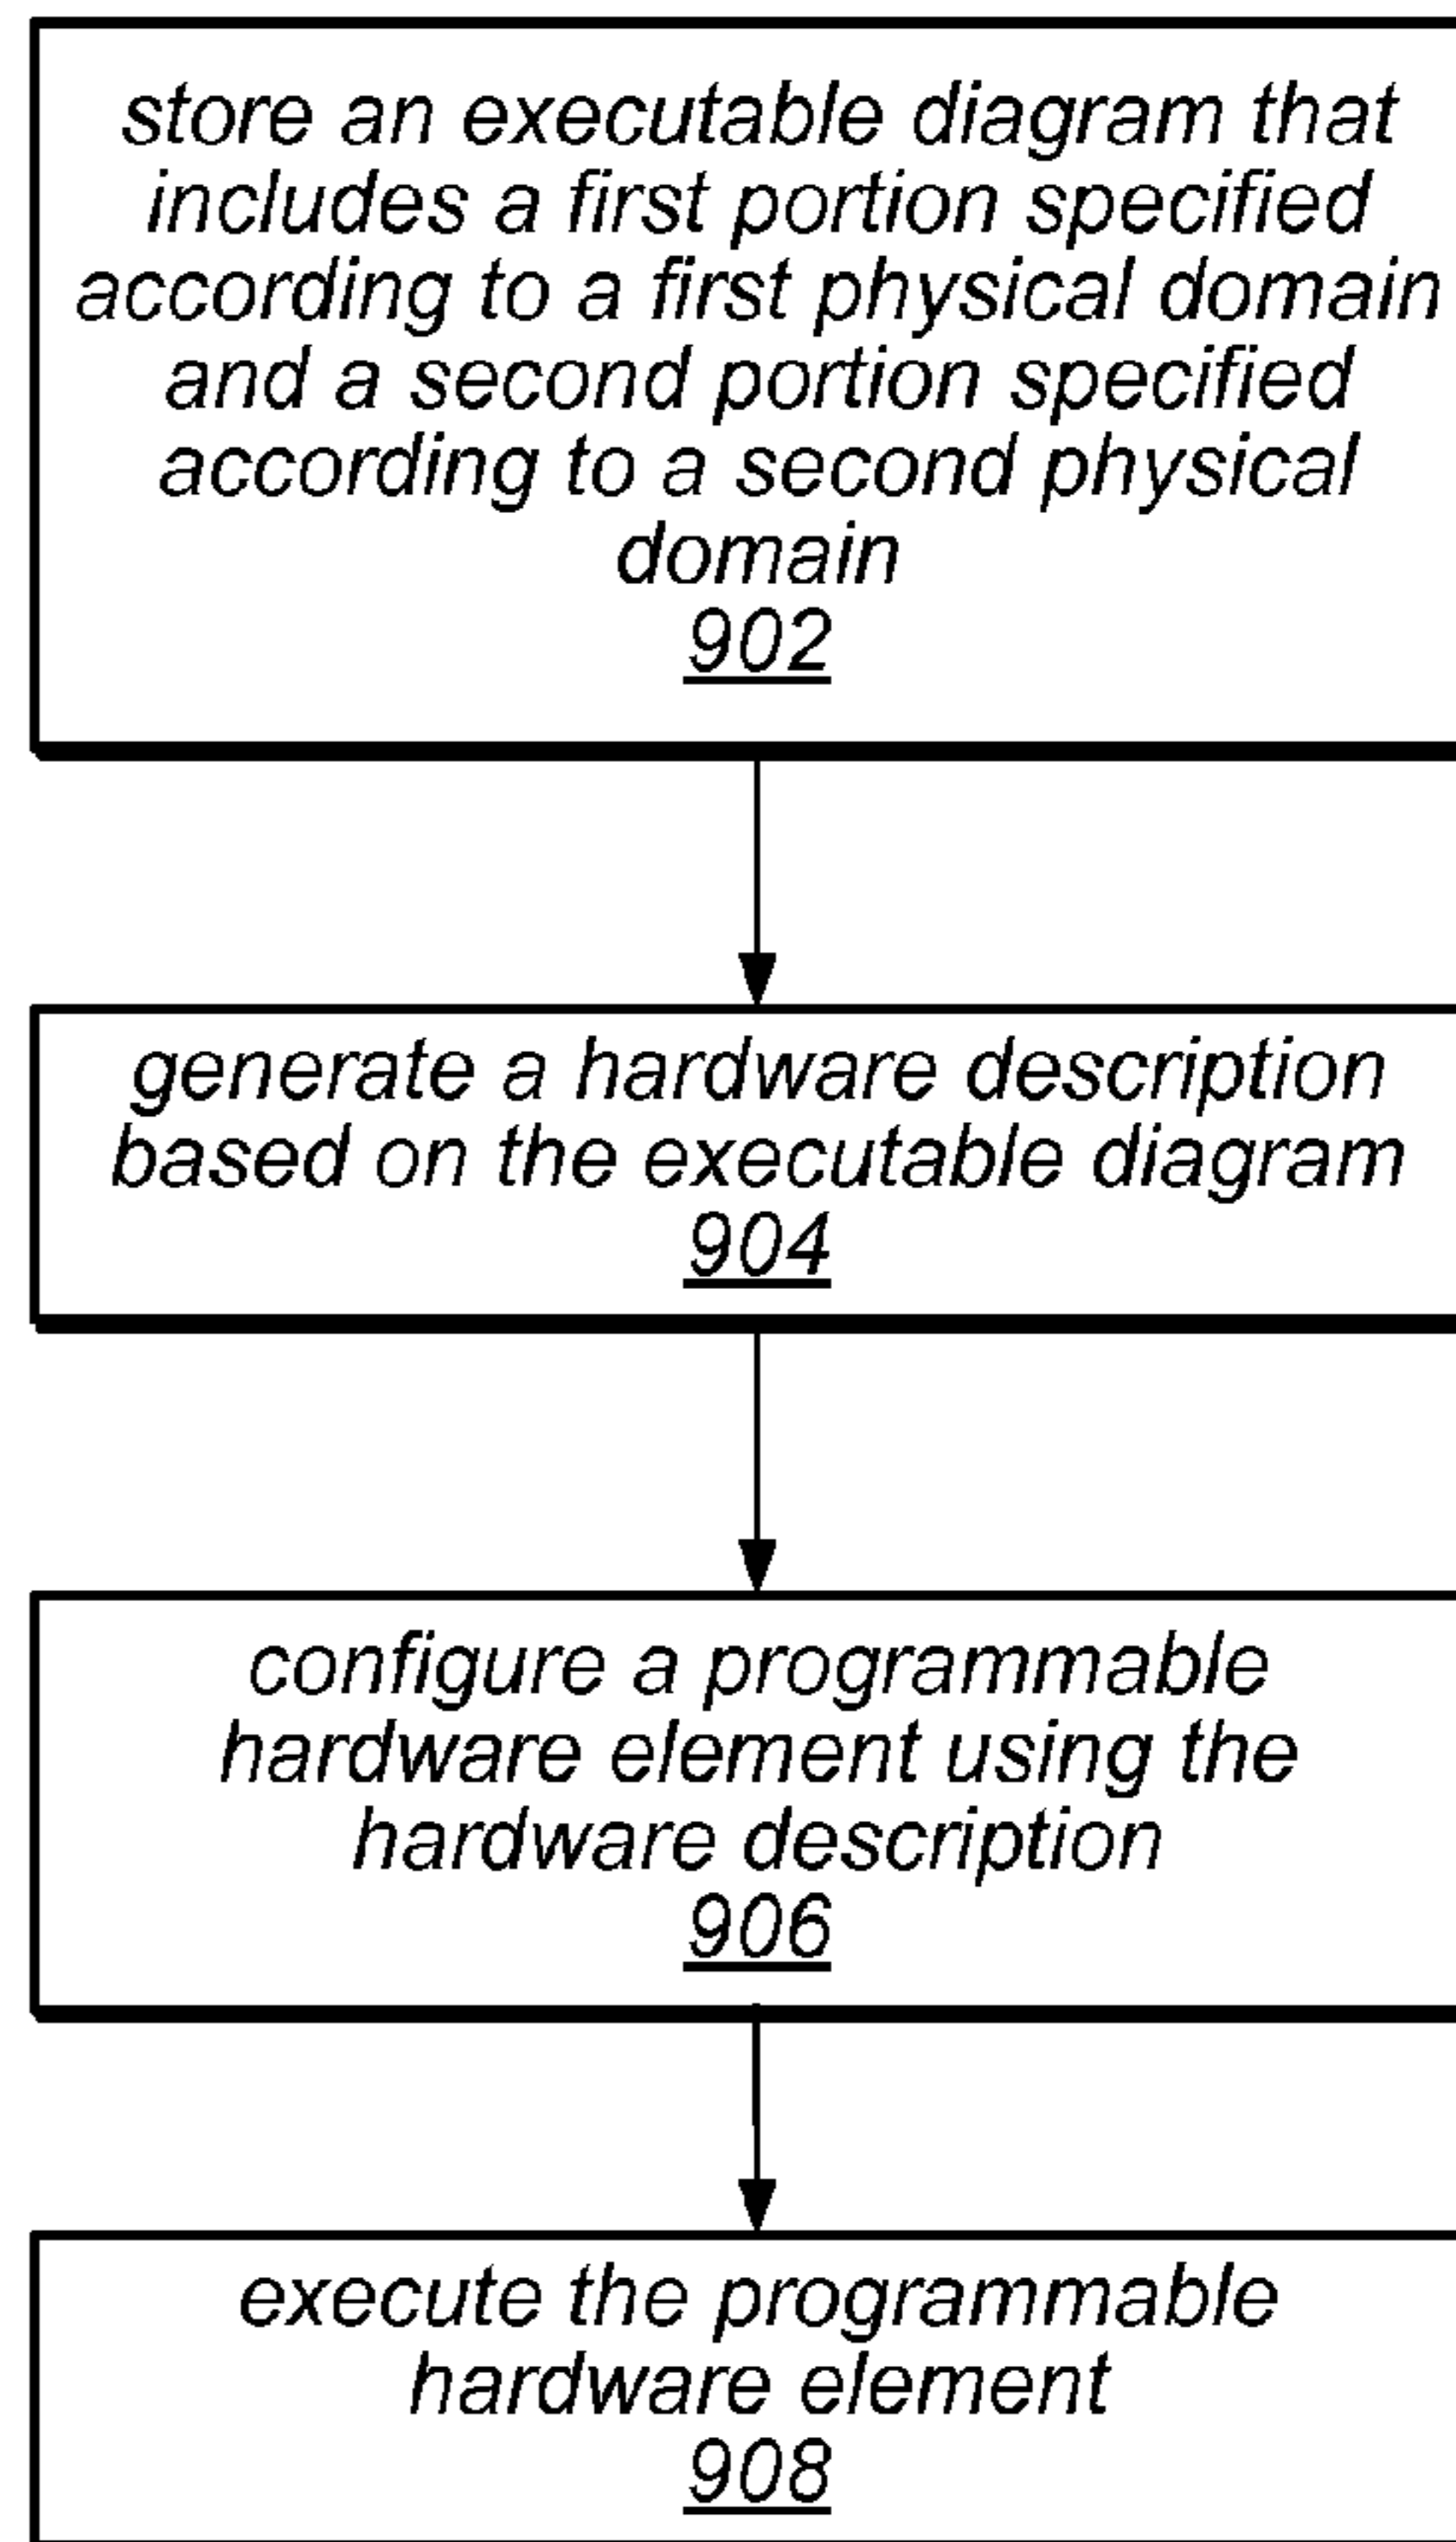 store an executable diagram that
includes a first portion specified
according to a first physical domain
and a second portion specified
according to a second physical
domain
902
generate a hardware description
based on the executable diagram
904
configure a programmable
hardware element using the
hardware description
906
execute the programmable
hardware element
908